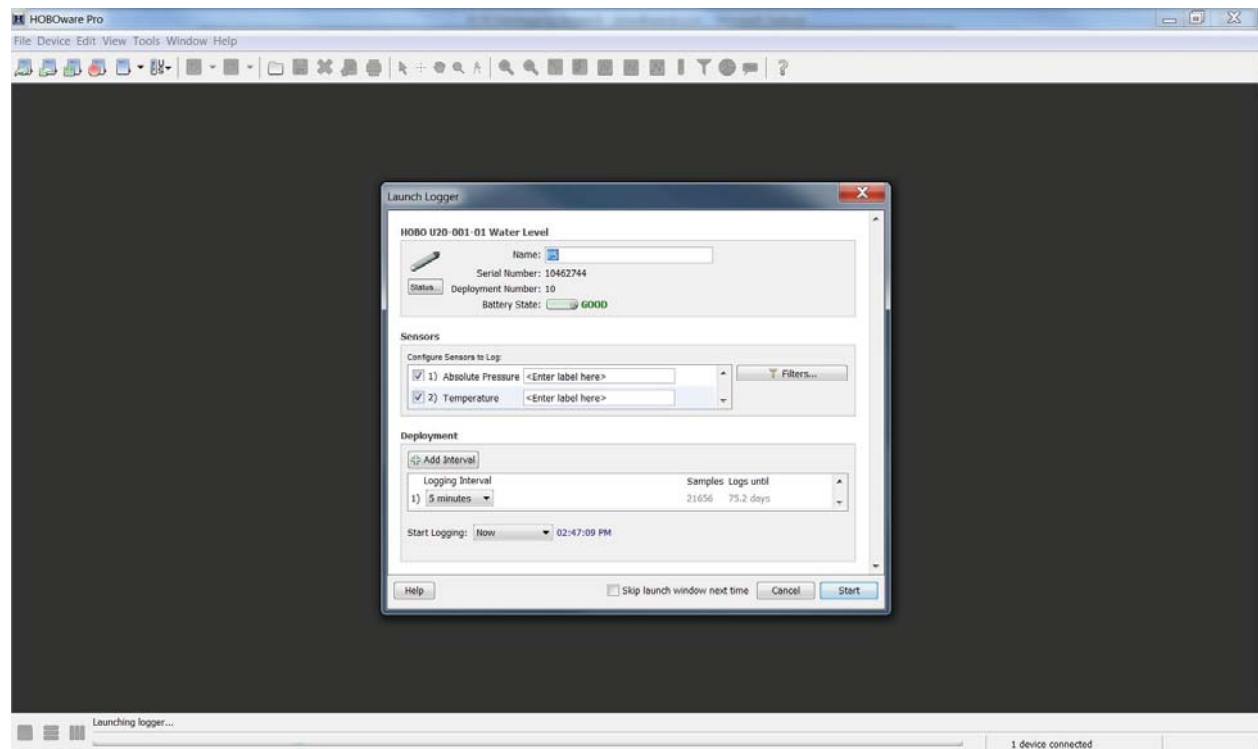 HOBOware Pro
File Device Edit View Tools Window Help
Launch Logger
HOBO U20-001-01 Water Level
Name:
Serial Number: 10462744
Status... Deployment Number: 10
Battery State: GOOD
Sensors
Configure Sensors to Log:
1) Absolute Pressure <Enter label here> Filters...
2) Temperature <Enter label here>
Deployment
Add Interval
Logging Interval Samples Logs until
1) 5 minutes 21656 75.2 days
Start Logging: Now 02:47:09 PM
Help Skip launch window next time Cancel Start
Launching logger...
1 device connected